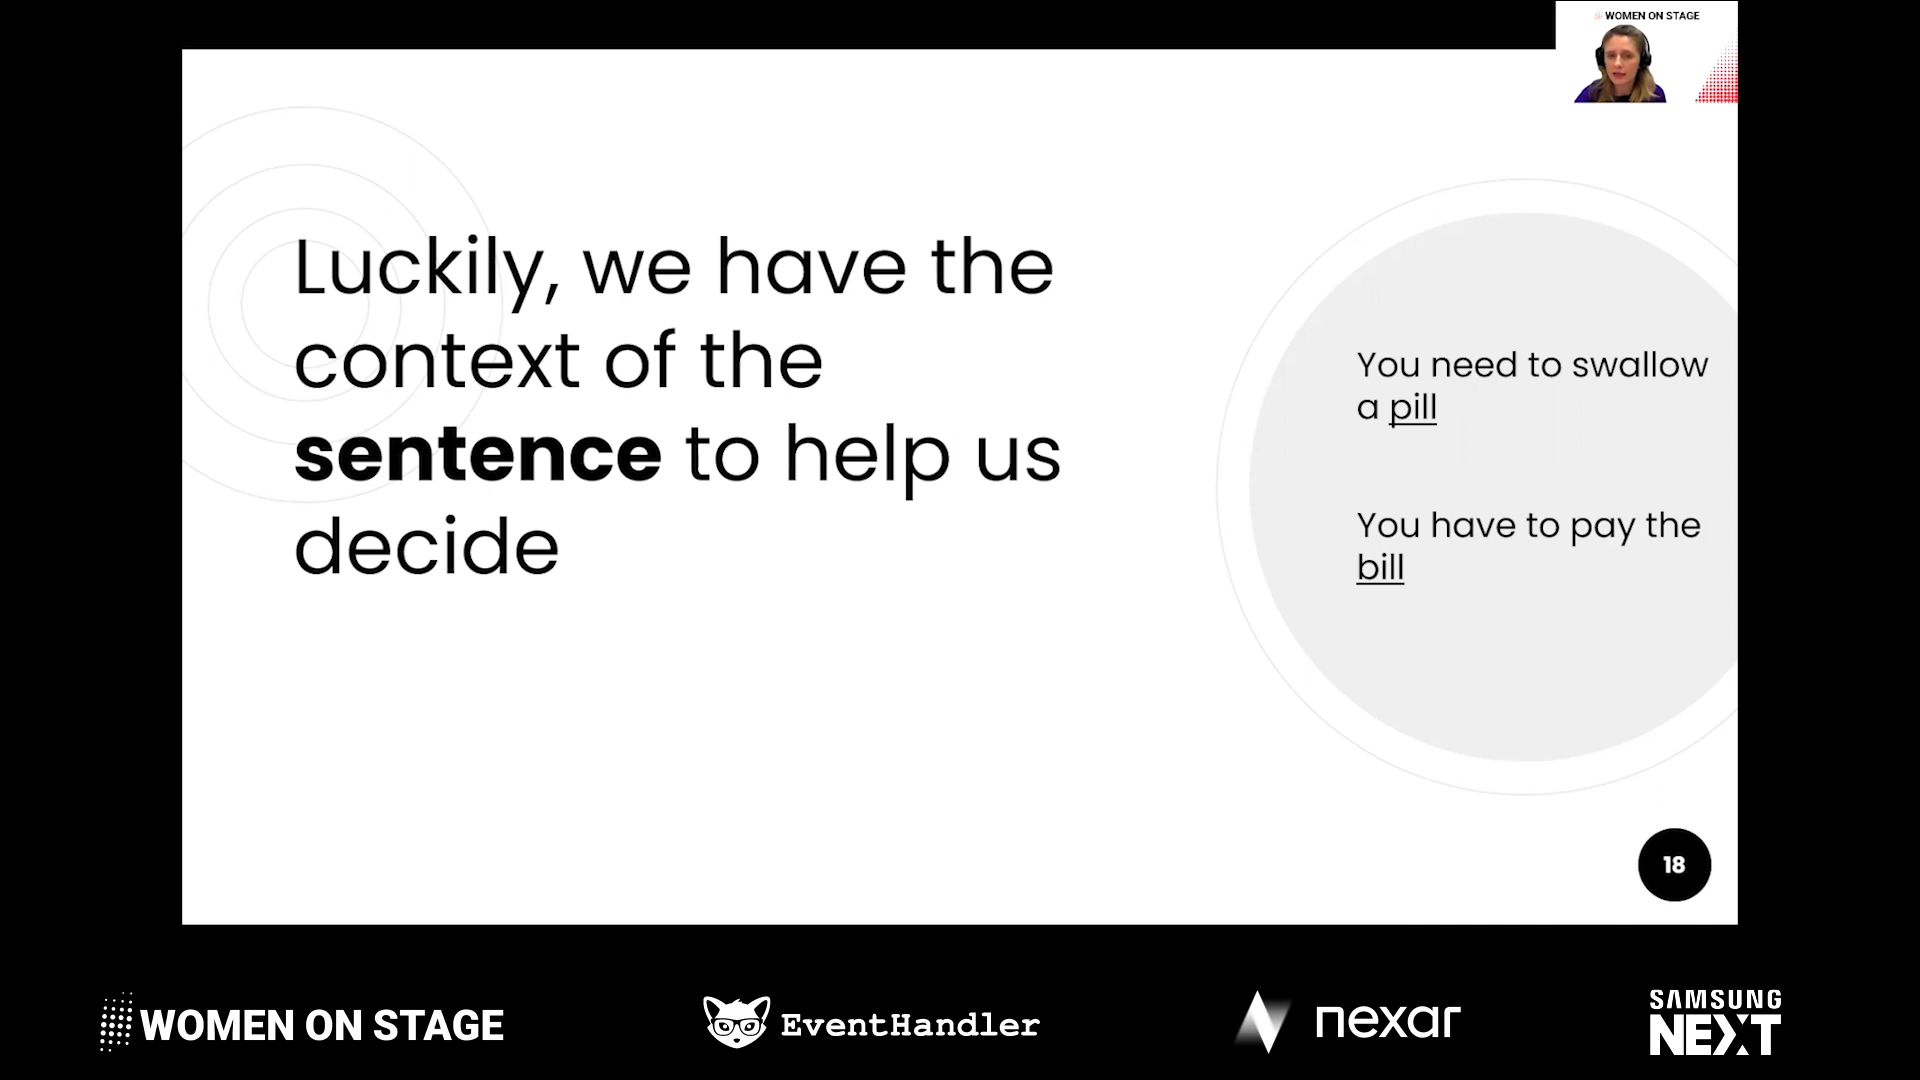 WOMEN ON STAGE
Luckily, we have the
context of the
sentence to help us
decide
You need to swallow
a pill
You have to pay the
bill
18
WOMEN ON STAGE
EventHandler
nexar
SAMSUNG
NEXT